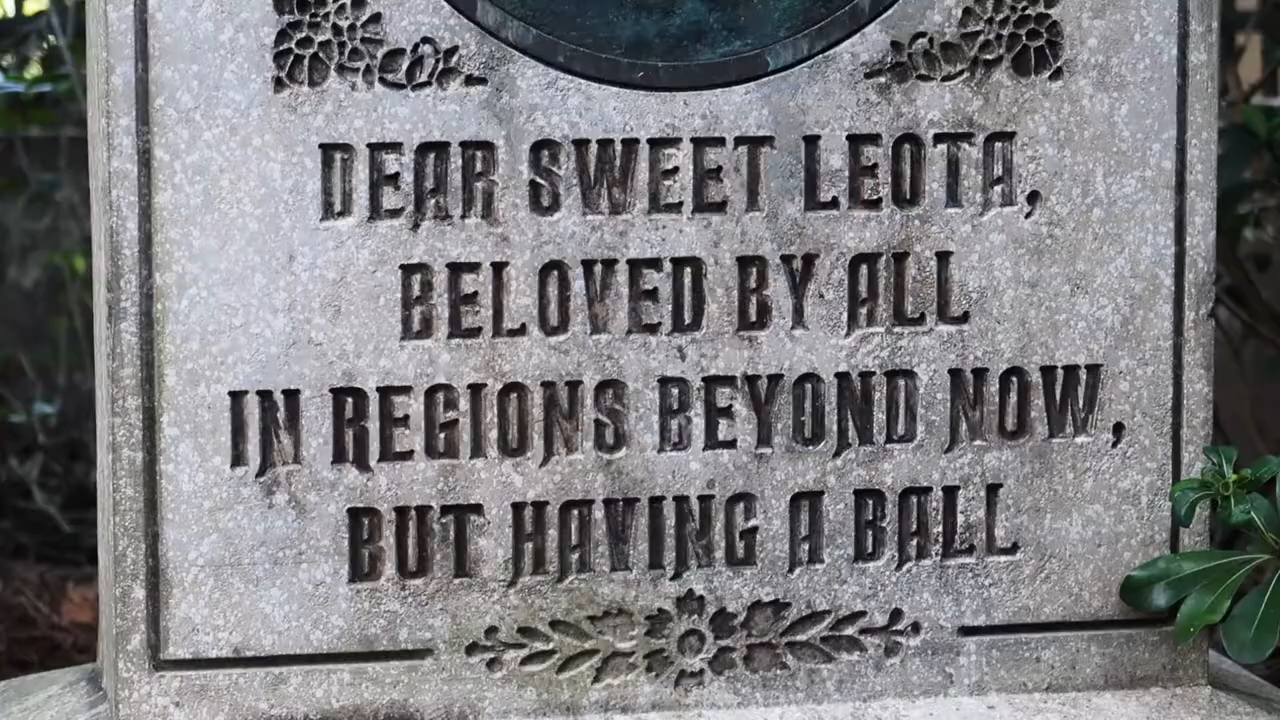 DEAR SWEET LEOTA,
BELOVED BY ALL
IN REGIONS BEYOND NOW,
BUT HAVING A BALL